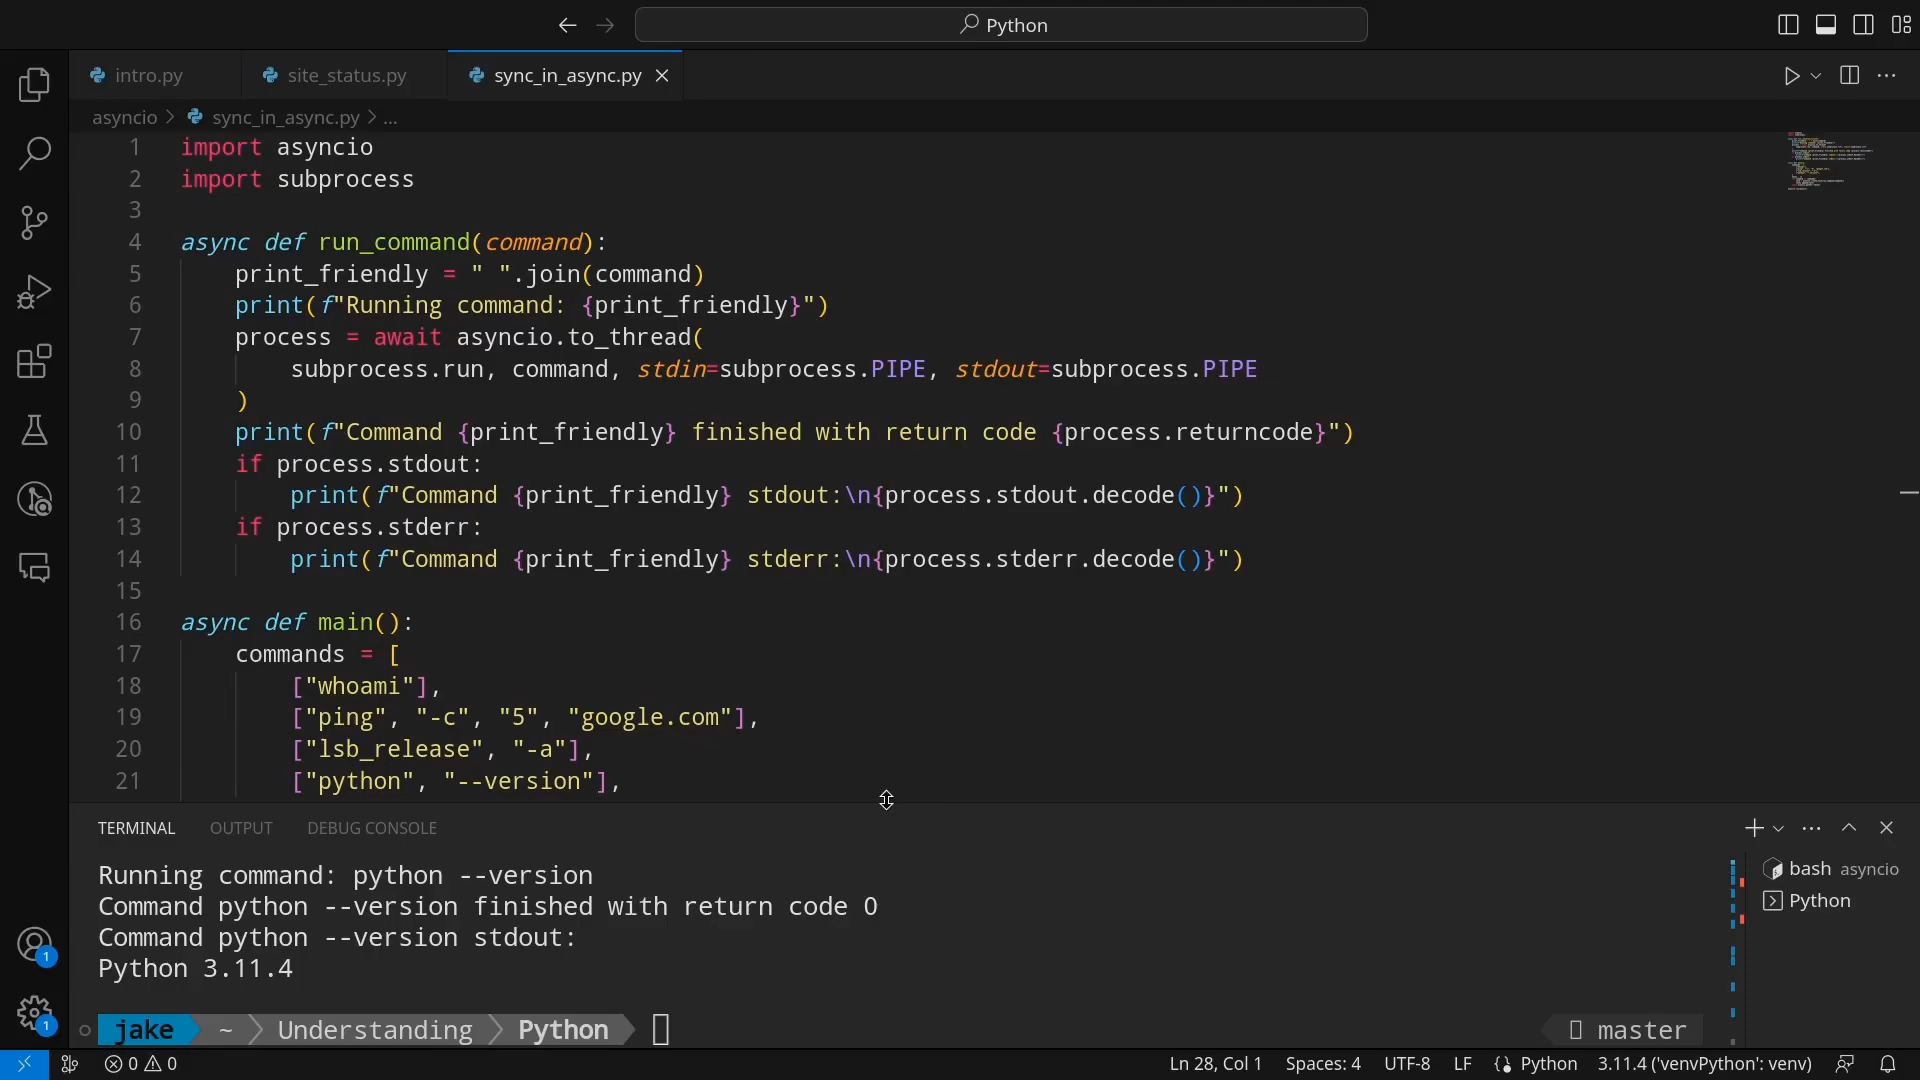 Python
intro.py
site_status.py
sync_in_async.py
asyncio > sync_in_async.py > ...
1 import asyncio
2 import subprocess
3
4 async def run_command(command):
5 print_friendly = " ".join(command)
6 print(f"Running command: {print_friendly}")
7 process = await asyncio.to_thread(
8 subprocess.run, command, stdin=subprocess.PIPE, stdout=subprocess.PIPE
9 )
10 print(f"Command {print_friendly} finished with return code {process.returncode}")
11 if process.stdout:
12 print(f"Command {print_friendly} stdout:\n{process.stdout.decode()}")
13 if process.stderr:
14 print(f"Command {print_friendly} stderr:\n{process.stderr.decode()}")
15
16 async def main():
17 commands = [
18 ["whoami"],
19 ["ping", "-c", "5", "google.com"],
20 ["lsb_release", "-a"],
21 ["python", "--version"],
TERMINAL OUTPUT DEBUG CONSOLE
Running command: python --version
Command python --version finished with return code 0
Command python --version stdout:
Python 3.11.4
jake ~ Understanding Python
master
bash asyncio
Python
1
1
0 0
Ln 28, Col 1 Spaces: 4 UTF-8 LF Python 3.11.4 ('venvPython': venv)